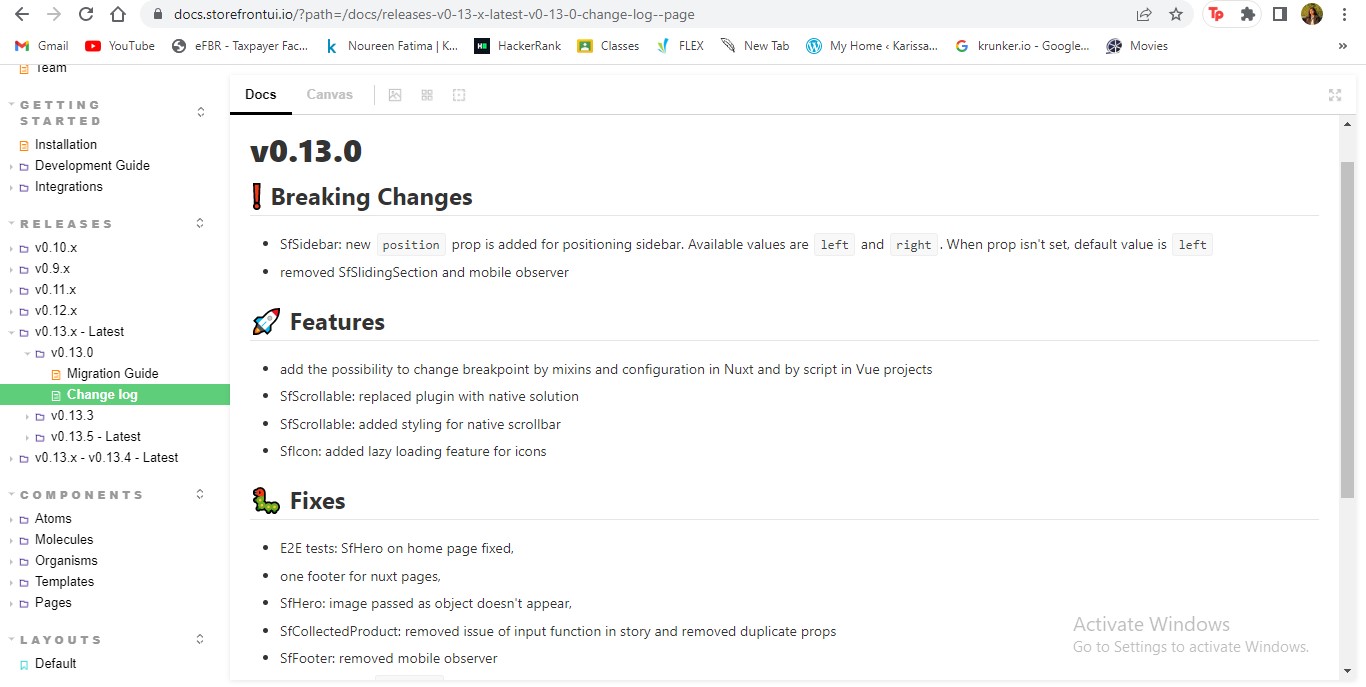 docs.storefrontui.io/?path=/docs/releases-v0-13-x-latest-v0-13-0-change-log--page
Gmail YouTube eFBR - Taxpayer Fac... Noureen Fatima | K... HackerRank Classes FLEX New Tab My Home ‹ Karissa... krunker.io - Google... Movies »
Team
GETTING
STARTED
Installation
Development Guide
Integrations
RELEASES
v0.10.x
v0.9.x
v0.11.x
v0.12.x
v0.13.x - Latest
v0.13.0
Migration Guide
Change log
v0.13.3
v0.13.5 - Latest
v0.13.x - v0.13.4 - Latest
COMPONENTS
Atoms
Molecules
Organisms
Templates
Pages
LAYOUTS
Default
Docs Canvas
v0.13.0
❗ Breaking Changes
• SfSidebar: new position prop is added for positioning sidebar. Available values are left and right . When prop isn't set, default value is left
• removed SfSlidingSection and mobile observer
🚀 Features
• add the possibility to change breakpoint by mixins and configuration in Nuxt and by script in Vue projects
• SfScrollable: replaced plugin with native solution
• SfScrollable: added styling for native scrollbar
• SfIcon: added lazy loading feature for icons
🐛 Fixes
• E2E tests: SfHero on home page fixed,
• one footer for nuxt pages,
• SfHero: image passed as object doesn't appear,
• SfCollectedProduct: removed issue of input function in story and removed duplicate props
• SfFooter: removed mobile observer
Activate Windows
Go to Settings to activate Windows.